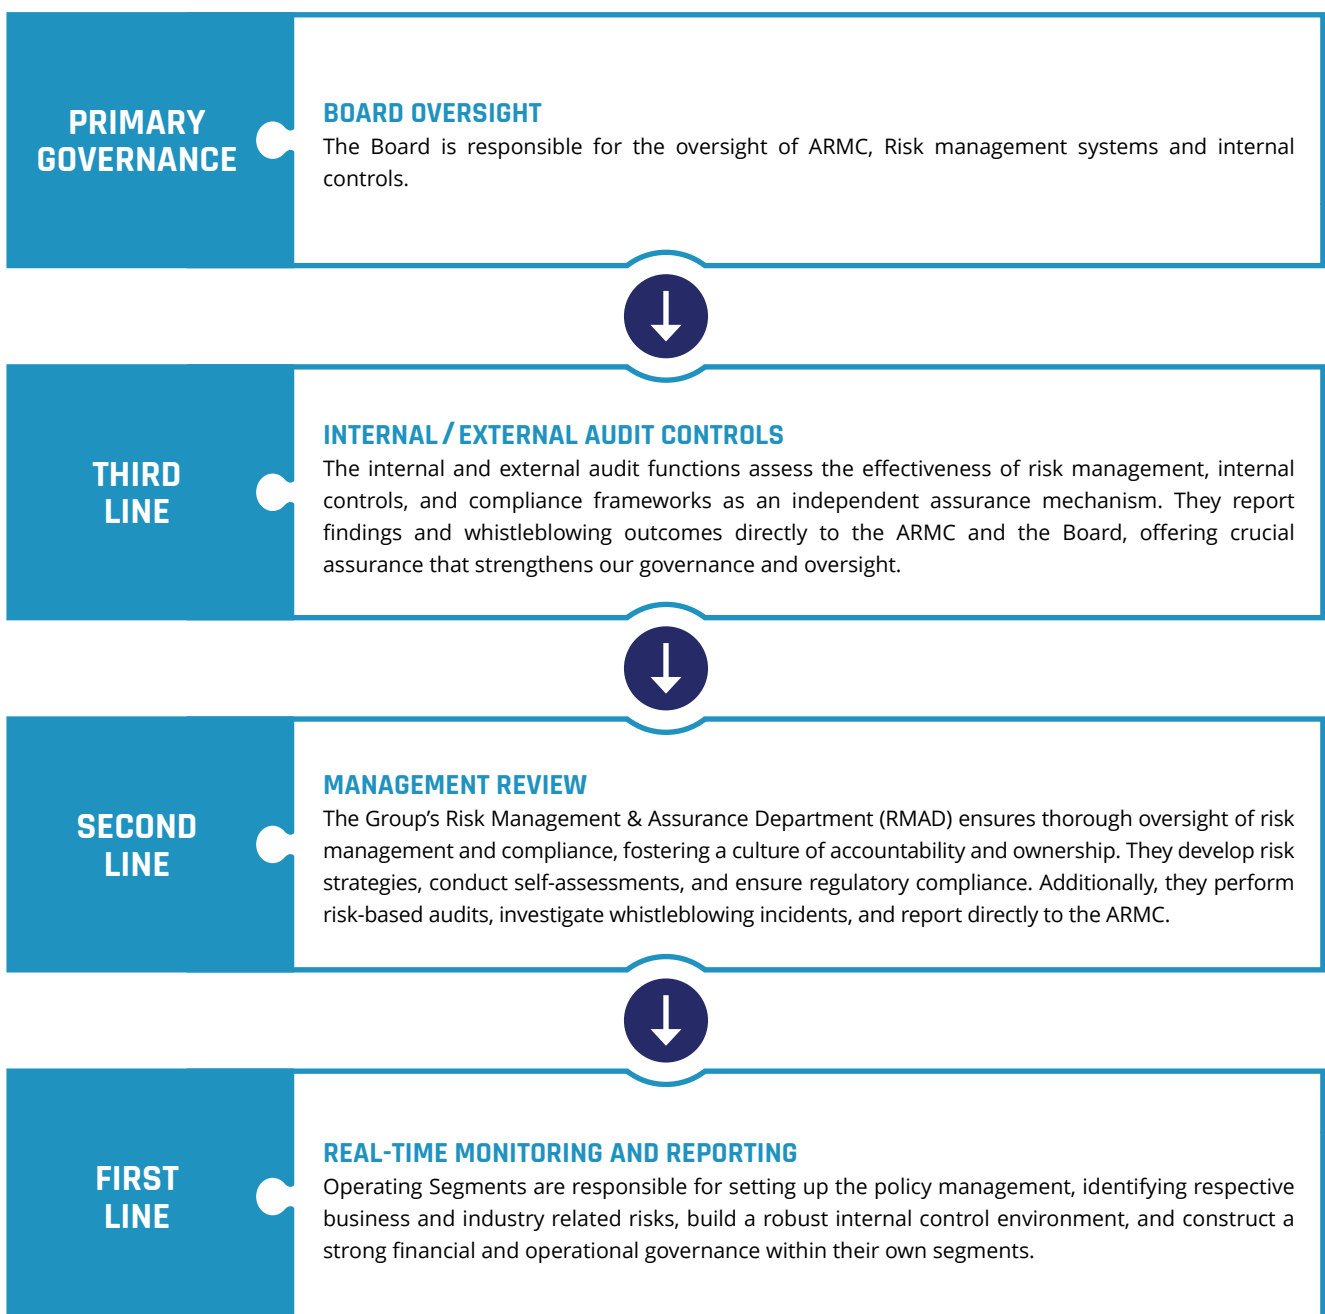 PRIMARY
GOVERNANCE
BOARD OVERSIGHT
The Board is responsible for the oversight of ARMC, Risk management systems and internal
controls.
THIRD
LINE
INTERNAL / EXTERNAL AUDIT CONTROLS
The internal and external audit functions assess the effectiveness of risk management, internal
controls, and compliance frameworks as an independent assurance mechanism. They report
findings and whistleblowing outcomes directly to the ARMC and the Board, offering crucial
assurance that strengthens our governance and oversight.
SECOND
LINE
MANAGEMENT REVIEW
The Group’s Risk Management & Assurance Department (RMAD) ensures thorough oversight of risk
management and compliance, fostering a culture of accountability and ownership. They develop risk
strategies, conduct self-assessments, and ensure regulatory compliance. Additionally, they perform
risk-based audits, investigate whistleblowing incidents, and report directly to the ARMC.
FIRST
LINE
REAL-TIME MONITORING AND REPORTING
Operating Segments are responsible for setting up the policy management, identifying respective
business and industry related risks, build a robust internal control environment, and construct a
strong financial and operational governance within their own segments.